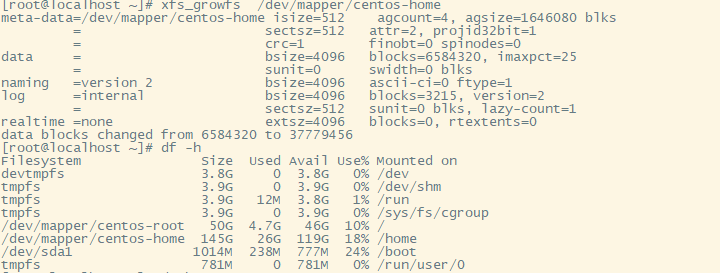 [root@localhost ~]# xfs_growfs  /dev/mapper/centos-home
meta-data=/dev/mapper/centos-home isize=512    agcount=4, agsize=1646080 blks
         =                       sectsz=512   attr=2, projid32bit=1
         =                       crc=1        finobt=0 spinodes=0
data     =                       bsize=4096   blocks=6584320, imaxpct=25
         =                       sunit=0      swidth=0 blks
naming   =version 2              bsize=4096   ascii-ci=0 ftype=1
log      =internal               bsize=4096   blocks=3215, version=2
         =                       sectsz=512   sunit=0 blks, lazy-count=1
realtime =none                   extsz=4096   blocks=0, rtextents=0
data blocks changed from 6584320 to 37779456
[root@localhost ~]# df -h
Filesystem               Size  Used Avail Use% Mounted on
devtmpfs                 3.8G     0  3.8G   0% /dev
tmpfs                    3.9G     0  3.9G   0% /dev/shm
tmpfs                    3.9G   12M  3.8G   1% /run
tmpfs                    3.9G     0  3.9G   0% /sys/fs/cgroup
/dev/mapper/centos-root   50G  4.7G   46G  10% /
/dev/mapper/centos-home  145G   26G  119G  18% /home
/dev/sda1               1014M  238M  777M  24% /boot
tmpfs                    781M     0  781M   0% /run/user/0